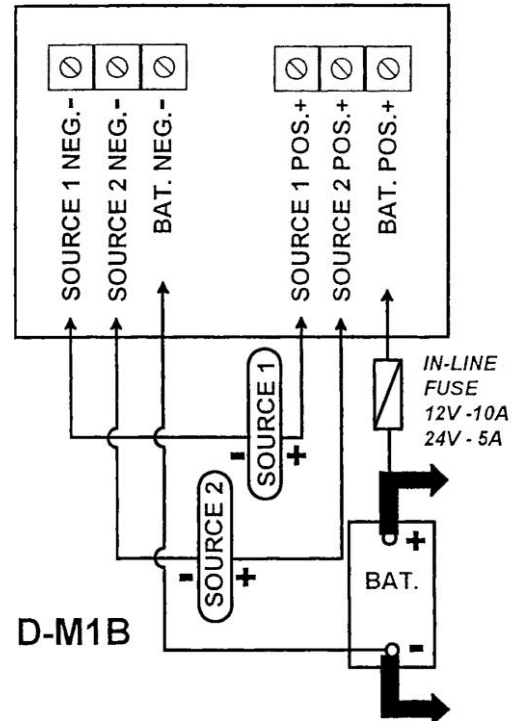 SOURCE 1 NEG.-
SOURCE 2 NEG.-
BAT. NEG.-
SOURCE 1 POS.+
SOURCE 2 POS.+
BAT. POS.+
IN-LINE
FUSE
12V -10A
24V - 5A
- SOURCE 1 +
- SOURCE 2 +
+
BAT.
-
D-M1B